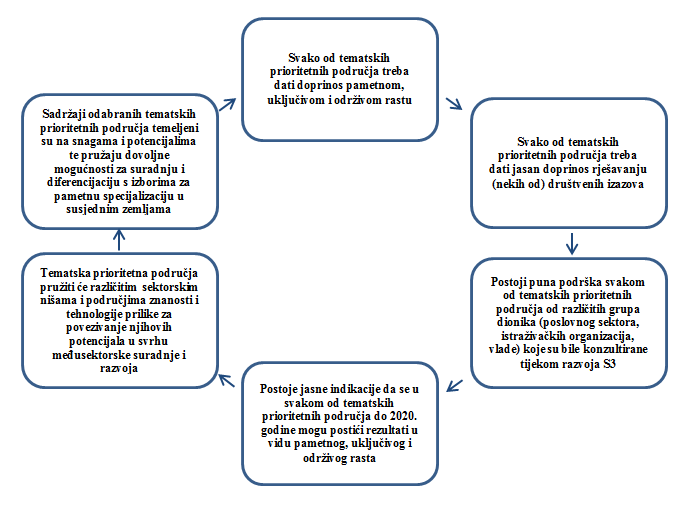 Svako od tematskih
prioritetnih područja treba
dati doprinos pametnom,
uključivom i održivom rastu
Svako od tematskih
prioritetnih područja treba
dati jasan doprinos rješavanju
(nekih od) društvenih izazova
Postoji puna podrška svakom
od tematskih prioritetnih
područja od različitih grupa
dionika (poslovnog sektora,
istraživačkih organizacija,
vlade) koje su bile konzultirane
tijekom razvoja S3
Postoje jasne indikacije da se u
svakom od tematskih
prioritetnih područja do 2020.
godine mogu postići rezultati u
vidu pametnog, uključivog i
održivog rasta
Tematska prioritetna područja
pružiti će različitim sektorskim
nišama i područjima znanosti i
tehnologije prilike za
povezivanje njihovih
potencijala u svrhu
međusektorske suradnje i
razvoja
Sadržaji odabranih tematskih
prioritetnih područja temeljeni
su na snagama i potencijalima
te pružaju dovoljne
mogućnosti za suradnju i
diferencijaciju s izborima za
pametnu specijalizaciju u
susjednim zemljama